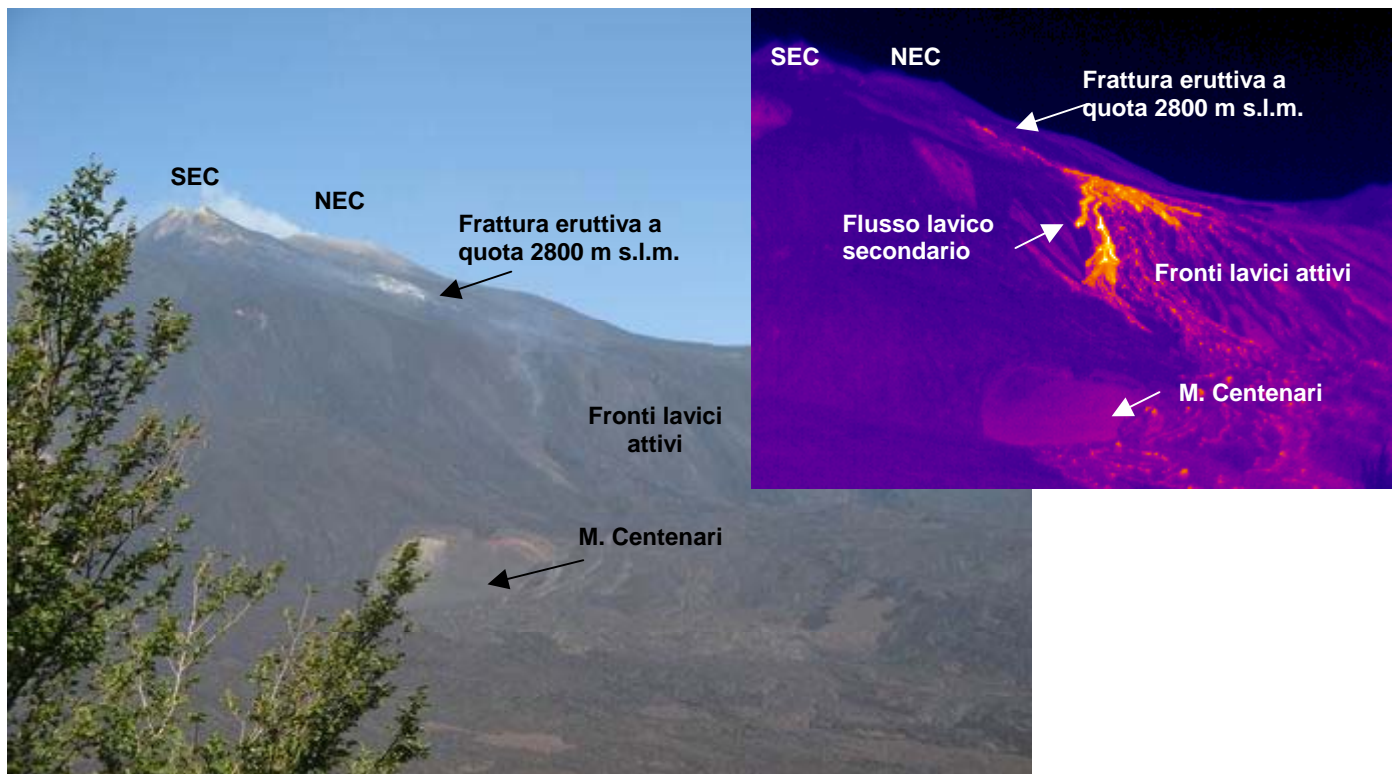 SEC
NEC
Frattura eruttiva a
quota 2800 m s.l.m.
Fronti lavici
attivi
M. Centenari
SEC
NEC
Frattura eruttiva a
quota 2800 m s.l.m.
Flusso lavico
secondario
Fronti lavici attivi
M. Centenari